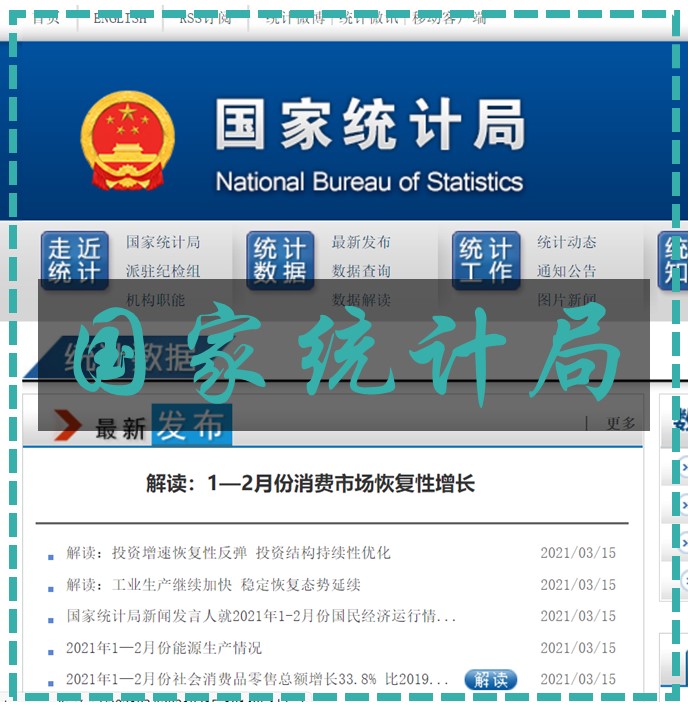 首页 ENGLISH RSS订阅 统计微博 | 统计微讯 | 移动客户端
国家统计局
National Bureau of Statistics
走近统计 国家统计局 统计数据 最新发布 统计工作 统计动态 统知
派驻纪检组 数据查询 通知公告
机构职能 数据解读 图片新闻
国家统计局
统计数据
最新发布 | 更多
数
解读：1—2月份消费市场恢复性增长
解读：投资增速恢复性反弹 投资结构持续性优化 2021/03/15
解读：工业生产继续加快 稳定恢复态势延续 2021/03/15
国家统计局新闻发言人就2021年1-2月份国民经济运行情... 2021/03/15
2021年1—2月份能源生产情况 2021/03/15
2021年1—2月份社会消费品零售总额增长33.8% 比2019... 解读 2021/03/15